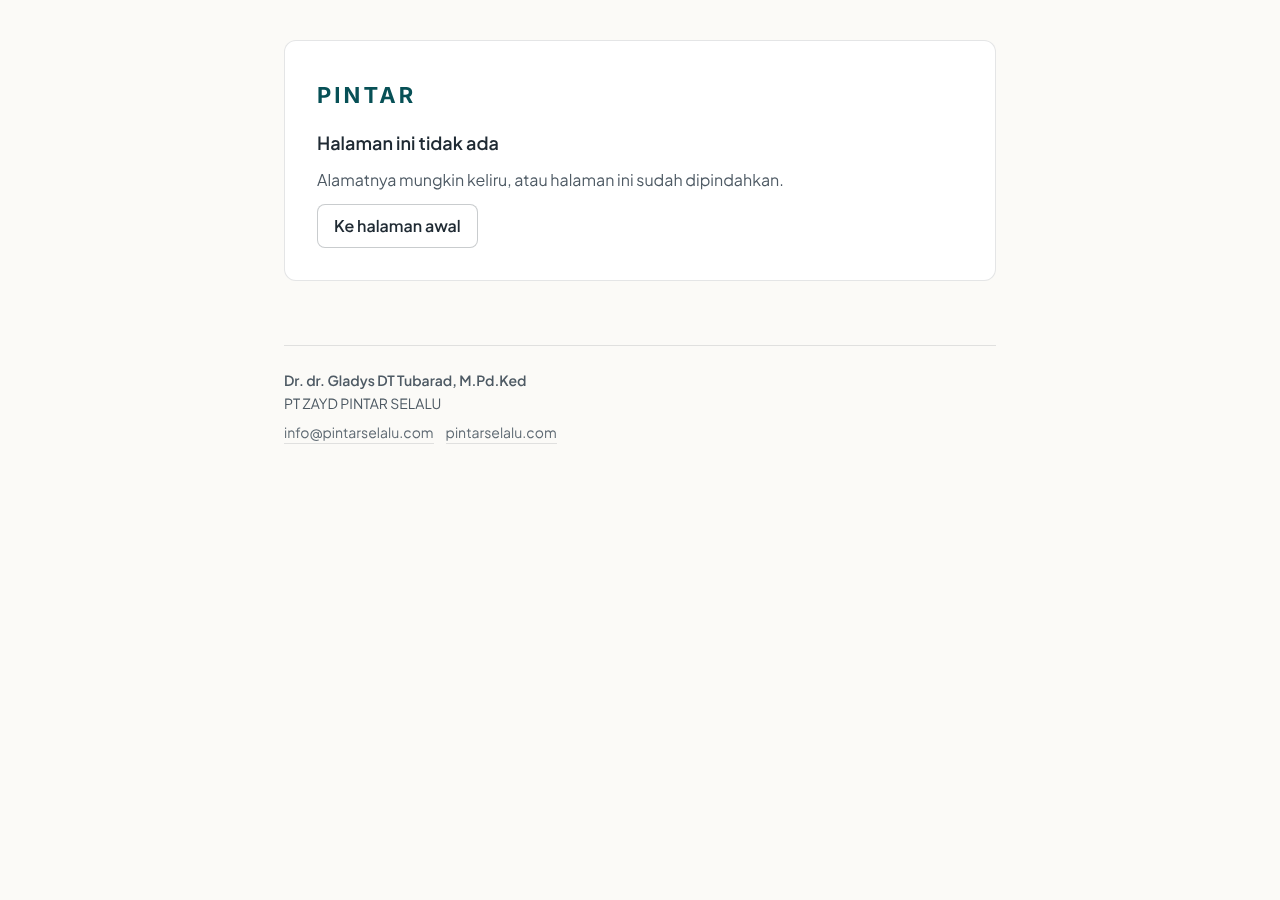 PINTAR
Halaman ini tidak ada
Alamatnya mungkin keliru, atau halaman ini sudah dipindahkan.
Ke halaman awal
Dr. dr. Gladys DT Tubarad, M.Pd.Ked
PT ZAYD PINTAR SELALU
info@pintarselalu.com pintarselalu.com